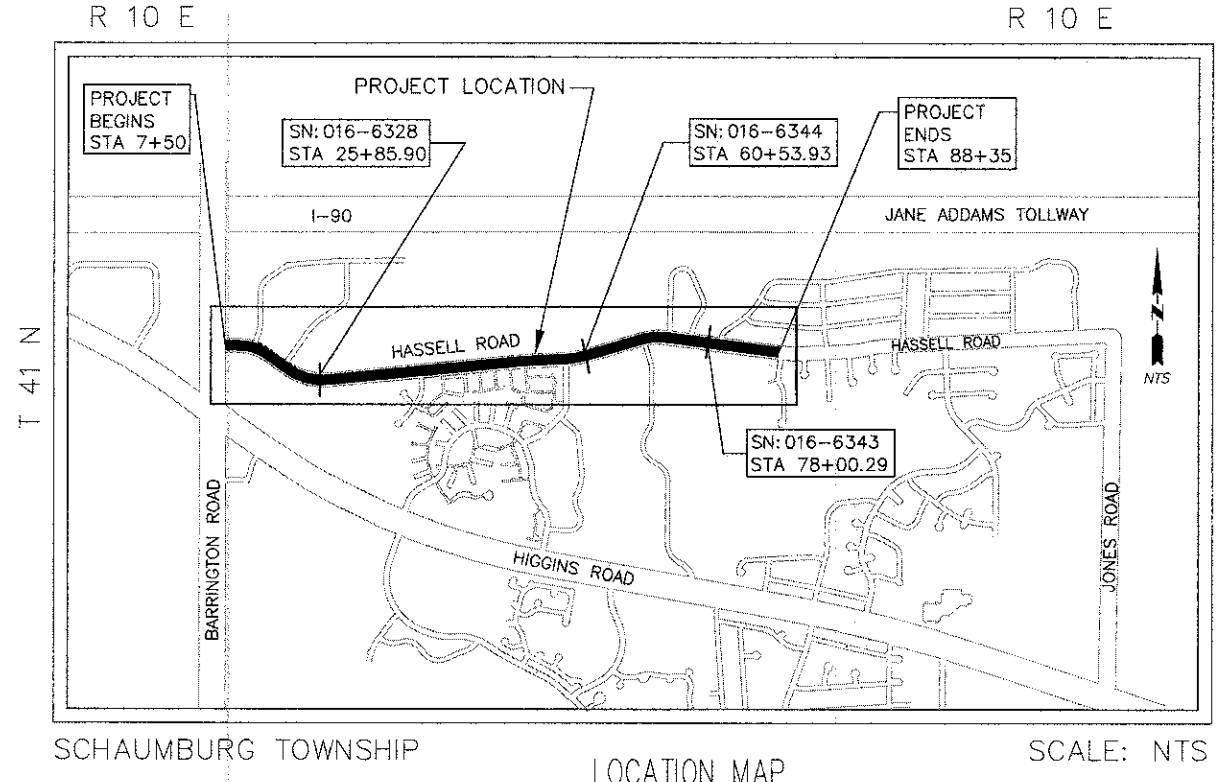 R 10 E
R 10 E
PROJECT
BEGINS
STA 7+50
PROJECT LOCATION
SN: 016-6328
STA 25+85.90
SN: 016-6344
STA 60+53.93
PROJECT
ENDS
STA 88+35
I-90
JANE ADDAMS TOLLWAY
T 41 N
HASSELL ROAD
HASSELL ROAD
N
NTS
SN: 016-6343
STA 78+00.29
BARRINGTON ROAD
HIGGINS ROAD
JONES ROAD
SCHAUMBURG TOWNSHIP
SCALE: NTS
LOCATION MAP